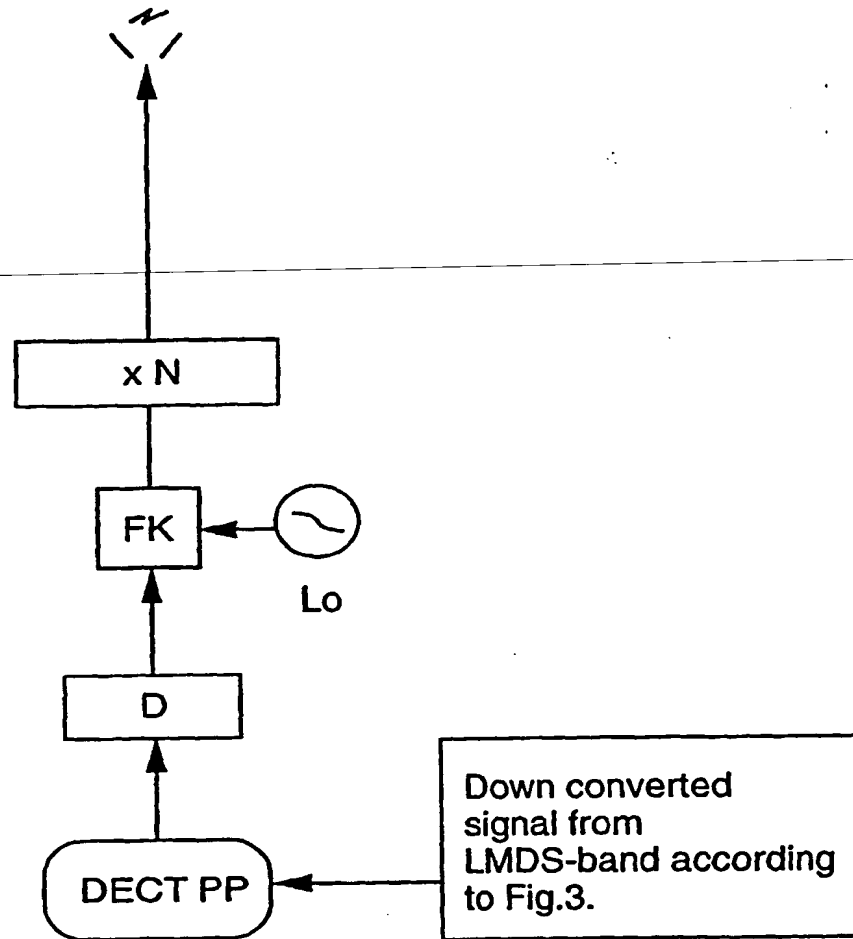 x N
FK
Lo
D
DECT PP
Down converted
signal from
LMDS-band according
to Fig.3.